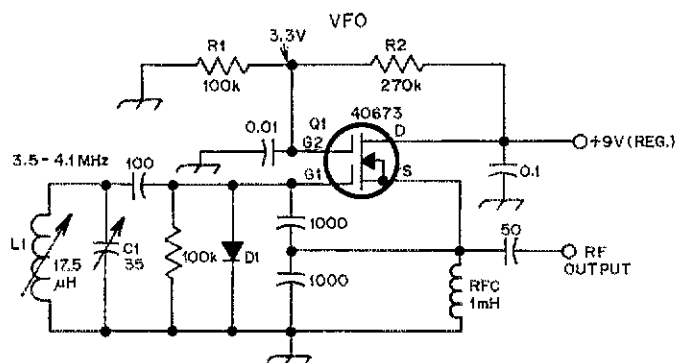 VFO
3.3V
R1
100k
R2
270k
0.01
Q1
40673
G2
D
G1
S
+9V (REG.)
0.1
3.5-4.1 MHz
100
1000
50
RF
OUTPUT
L1
17.5
µH
C1
35
100k
D1
1000
RFC
1mH